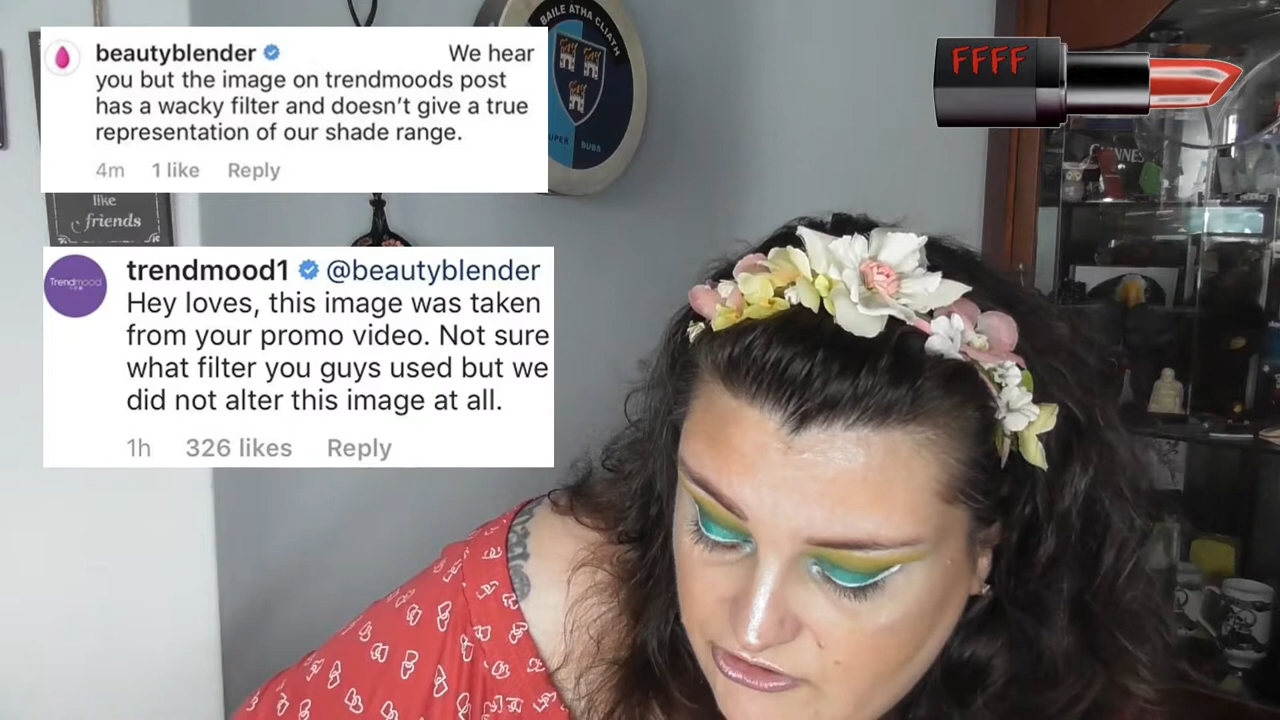 beautyblender We hear
you but the image on trendmoods post
has a wacky filter and doesn't give a true
representation of our shade range.
4m 1 like Reply
Trendmood
trendmood1 @beautyblender
Hey loves, this image was taken
from your promo video. Not sure
what filter you guys used but we
did not alter this image at all.
1h 326 likes Reply
like
friends
BAILE ÁTHA CLIATH
DUBS
FFFF